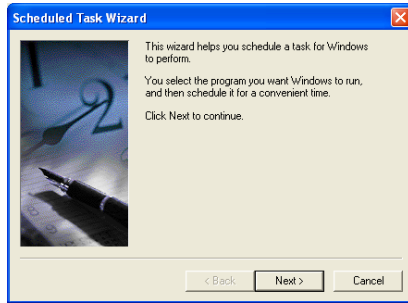 Scheduled Task Wizard
This wizard helps you schedule a task for Windows
to perform.
You select the program you want Windows to run,
and then schedule it for a convenient time.
Click Next to continue.
< Back
Next >
Cancel